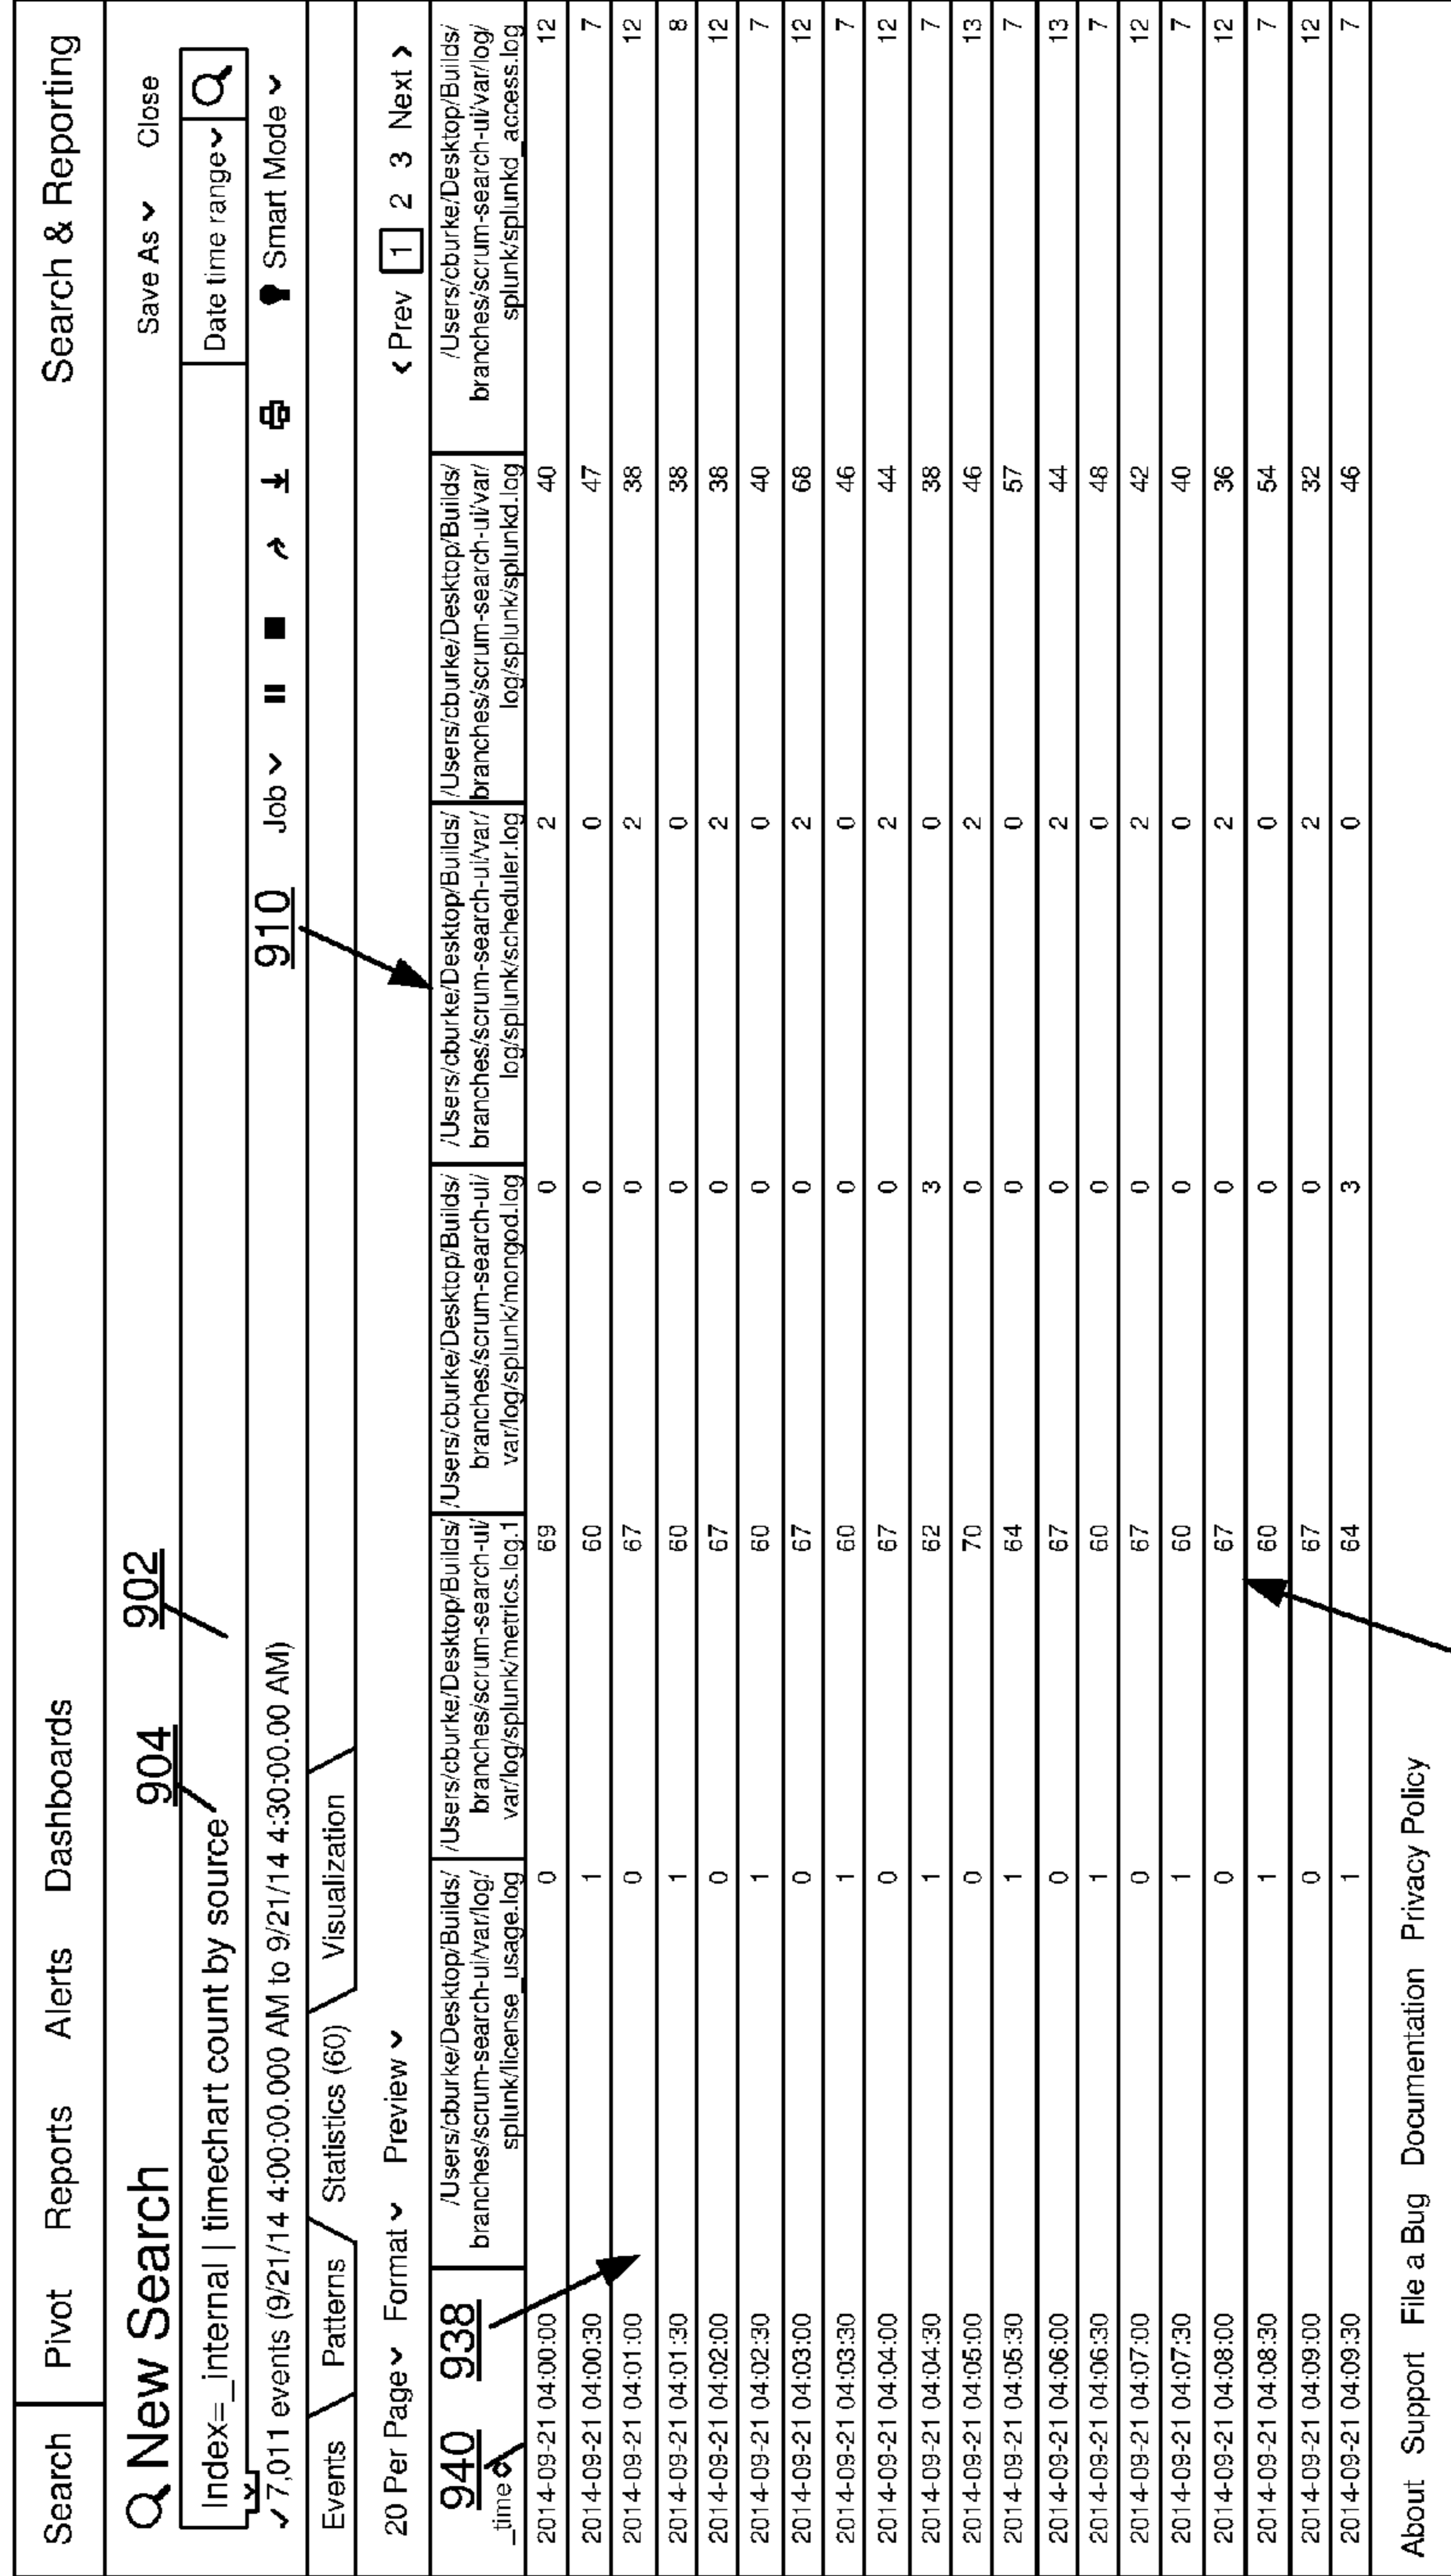 Search Pivot Reports Alerts Dashboards Search & Reporting
New Search 904 902 Save As Close
Index=_internal | timechart count by source Date time range
7,011 events (9/21/14 4:00:00.000 AM to 9/21/14 4:30:00.00 AM) 910 Job Smart Mode
Events Patterns Statistics (60) Visualization
20 Per Page Format Preview < Prev 1 2 3 Next >
940 938 /Users/cburke/Desktop/Builds/ /Users/cburke/Desktop/Builds/ /Users/cburke/Desktop/Builds/ /Users/cburke/Desktop/Builds/ /Users/cburke/Desktop/Builds/ /Users/cburke/Desktop/Builds/
branches/scrum-search-ui/var/log/ branches/scrum-search-ui/ branches/scrum-search-ui/ branches/scrum-search-ui/var/ branches/scrum-search-ui/var/ branches/scrum-search-ui/var/log/
_time splunk/license_usage.log var/log/splunk/metrics.log.1 var/log/splunk/mongod.log log/splunk/scheduler.log log/splunk/splunkd.log splunk/splunkd_access.log
2014-09-21 04:00:00 0 69 0 2 40 12
2014-09-21 04:00:30 1 60 0 0 47 7
2014-09-21 04:01:00 0 67 0 2 38 12
2014-09-21 04:01:30 1 60 0 0 38 8
2014-09-21 04:02:00 0 67 0 2 38 12
2014-09-21 04:02:30 1 60 0 0 40 7
2014-09-21 04:03:00 0 67 0 2 68 12
2014-09-21 04:03:30 1 60 0 0 46 7
2014-09-21 04:04:00 0 67 0 2 44 12
2014-09-21 04:04:30 1 62 3 0 38 7
2014-09-21 04:05:00 0 70 0 2 46 13
2014-09-21 04:05:30 1 64 0 0 57 7
2014-09-21 04:06:00 0 67 0 2 44 13
2014-09-21 04:06:30 1 60 0 0 48 7
2014-09-21 04:07:00 0 67 0 2 42 12
2014-09-21 04:07:30 1 60 0 0 40 7
2014-09-21 04:08:00 0 67 0 2 36 12
2014-09-21 04:08:30 1 60 0 0 54 7
2014-09-21 04:09:00 0 67 0 2 32 12
2014-09-21 04:09:30 1 64 3 0 46 7
About Support File a Bug Documentation Privacy Policy